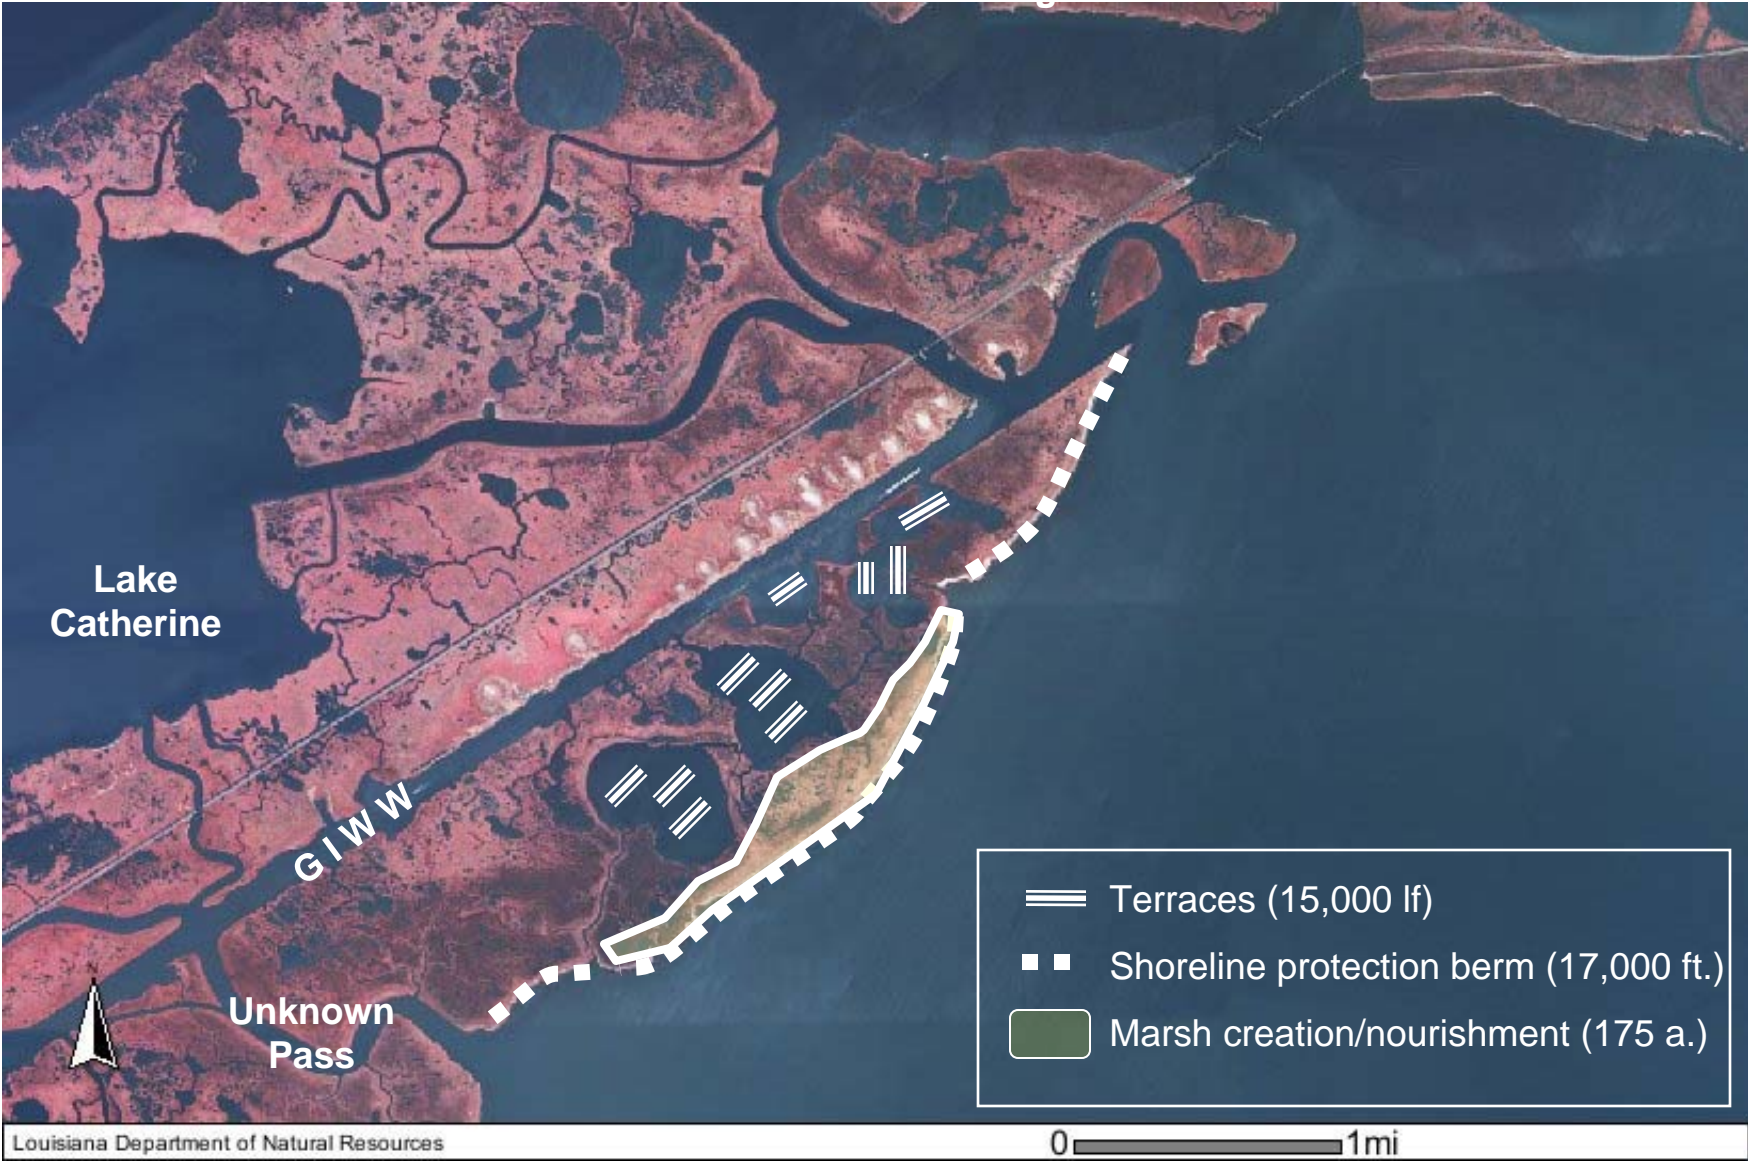 Lake
Catherine
GIWW
Unknown
Pass
N
Terraces (15,000 lf)
Shoreline protection berm (17,000 ft.)
Marsh creation/nourishment (175 a.)
Louisiana Department of Natural Resources
0 1mi